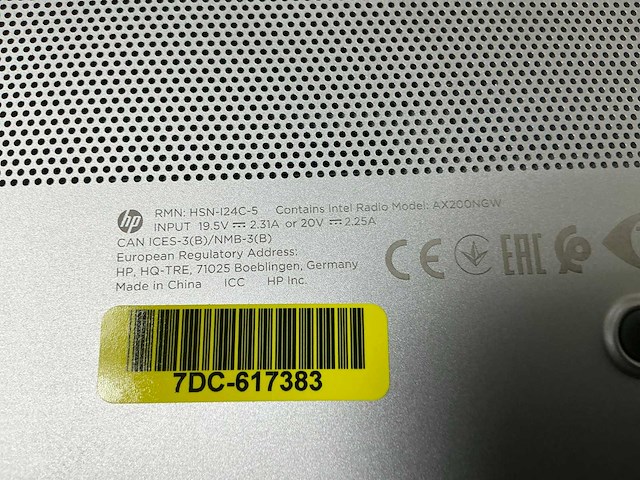 hp
RMN: HSN-I24C-5 Contains Intel Radio Model: AX200NGW
INPUT 19.5V⎓2.31A or 20V⎓2.25A
CAN ICES-3(B)/NMB-3(B)
European Regulatory Address:
HP, HQ-TRE, 71025 Boeblingen, Germany
Made in China ICC HP Inc.
CE EAC
7DC-617383